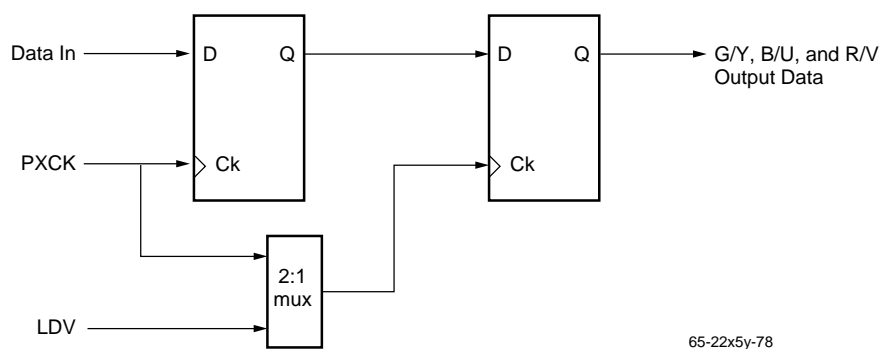 Data In
D Q
D Q
G/Y, B/U, and R/V
Output Data
PXCK
Ck
Ck
2:1
mux
LDV
65-22x5y-78